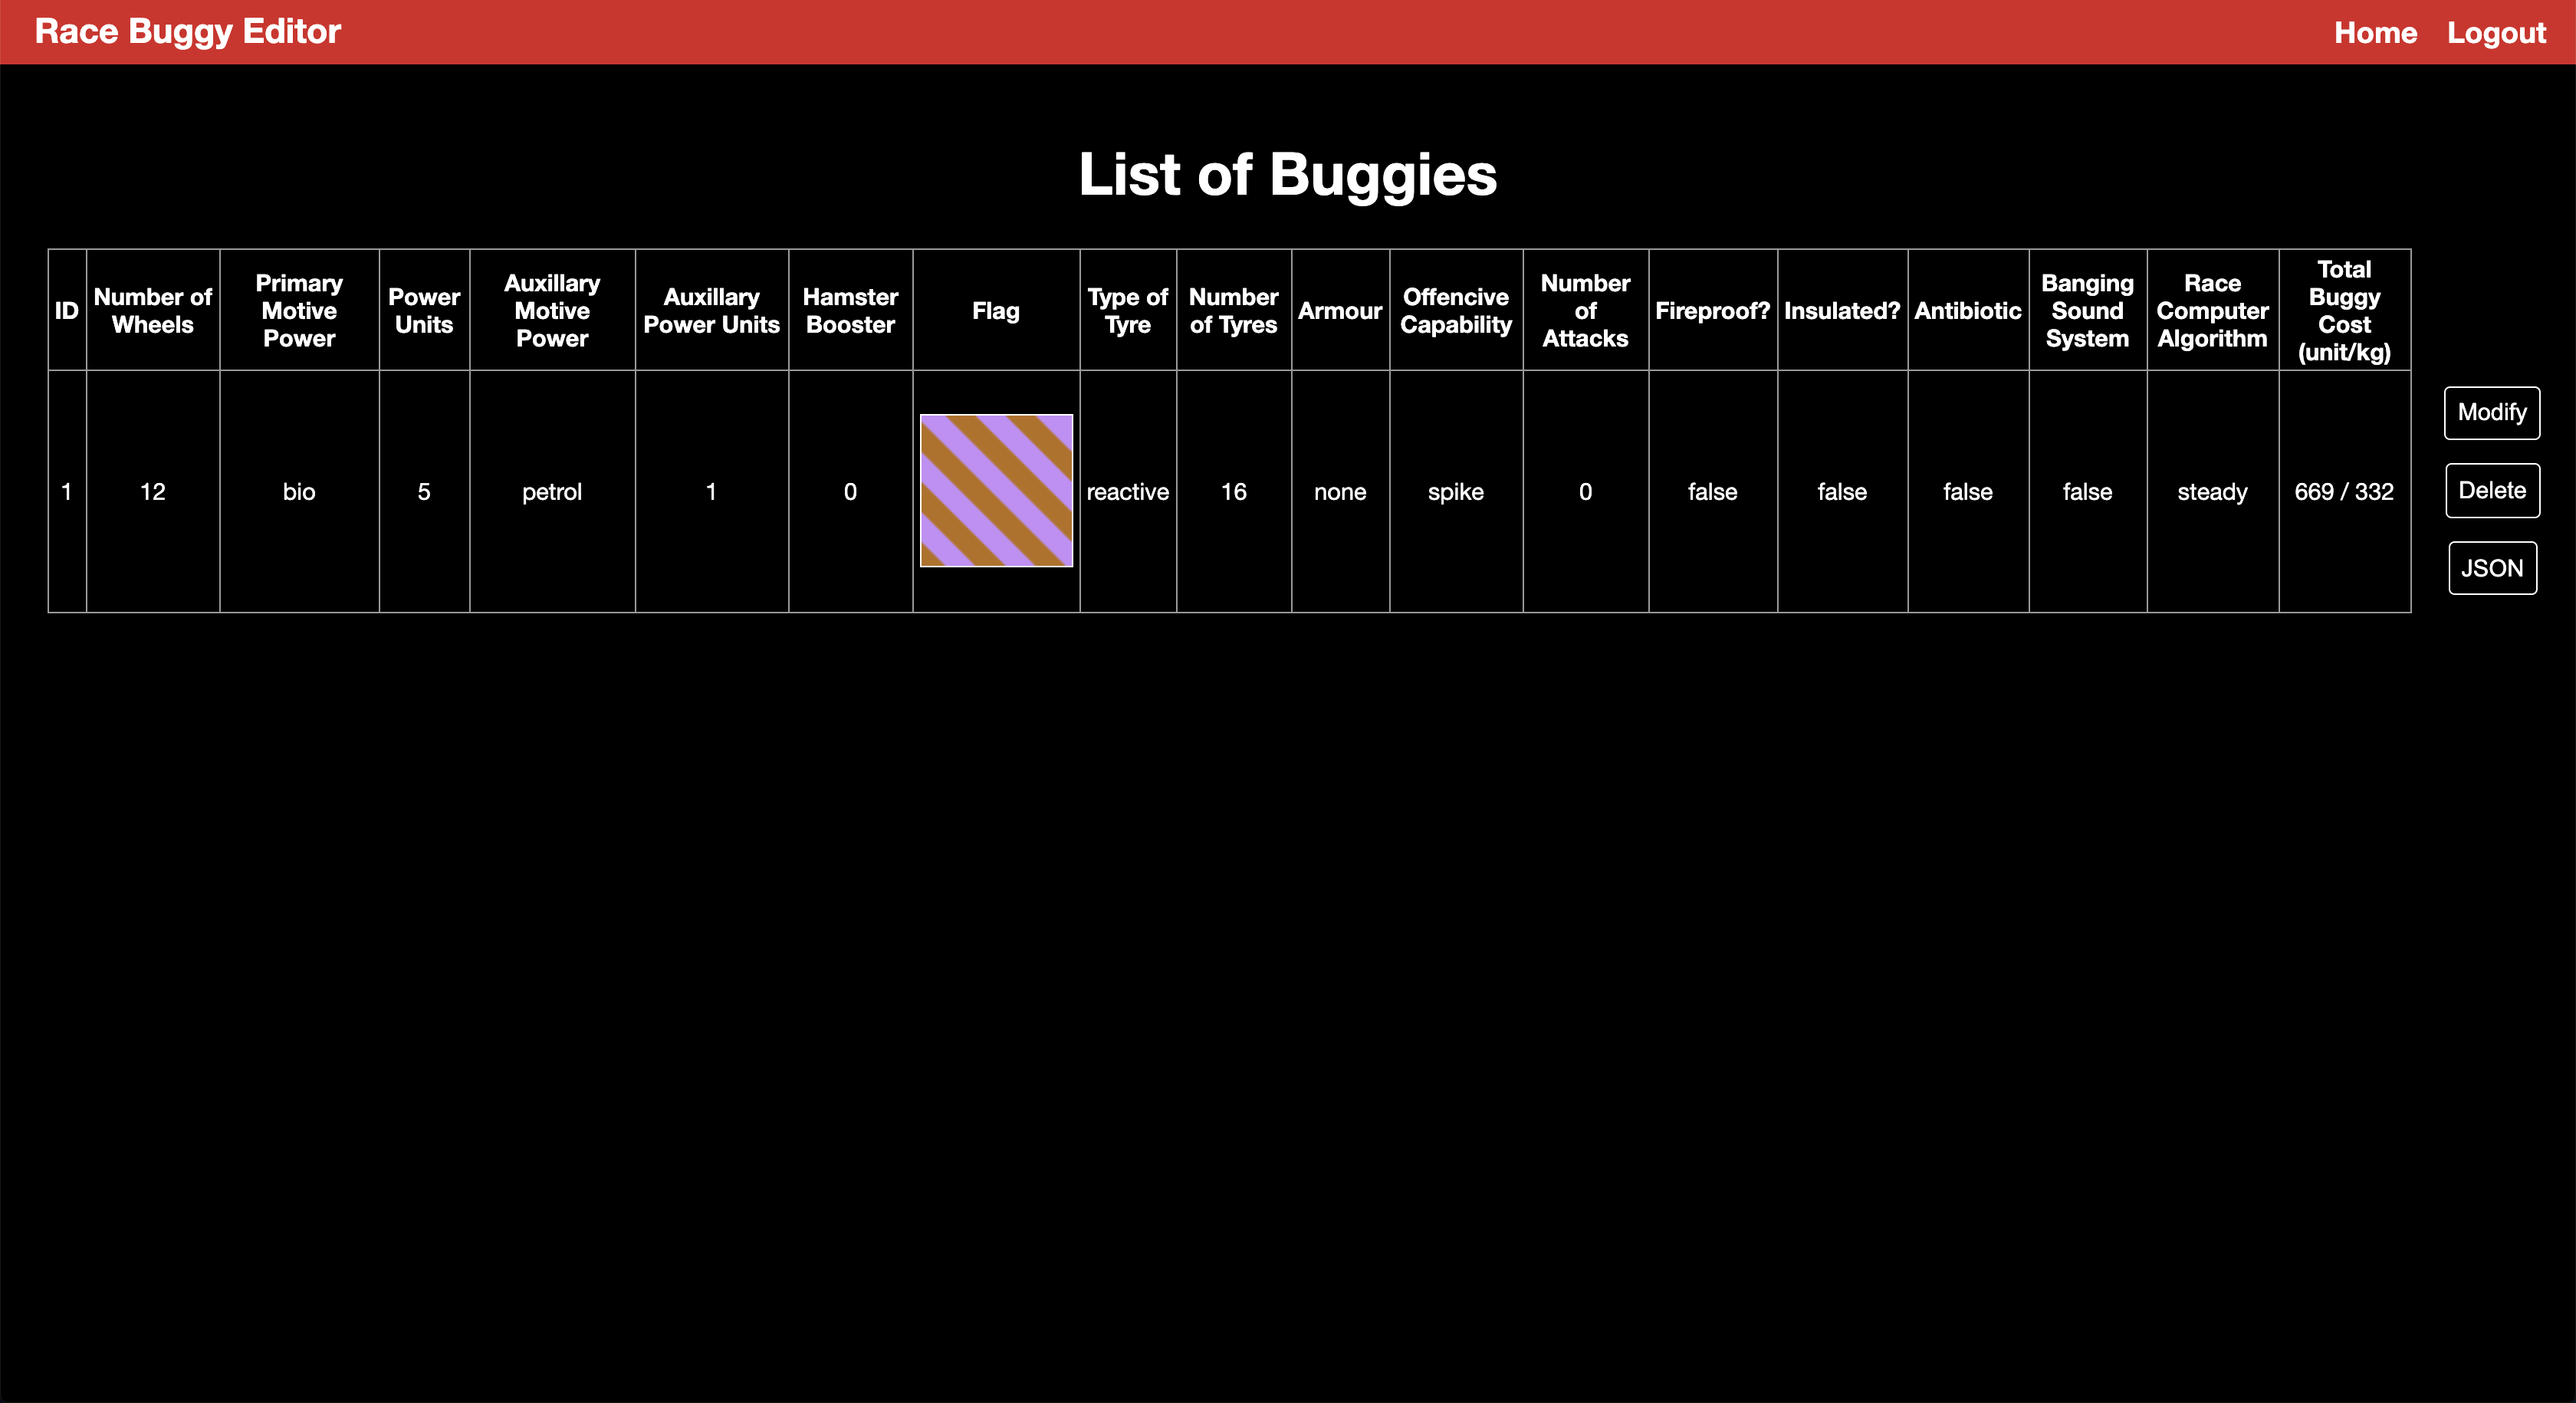 Race Buggy Editor
Home Logout
List of Buggies
ID
Number of
Wheels
Primary
Motive
Power
Power
Units
Auxillary
Motive
Power
Auxillary
Power Units
Hamster
Booster
Flag
Type of
Tyre
Number
of Tyres
Armour
Offencive
Capability
Number
of
Attacks
Fireproof?
Insulated?
Antibiotic
Banging
Sound
System
Race
Computer
Algorithm
Total
Buggy
Cost
(unit/kg)
1 12 bio 5 petrol 1 0 reactive 16 none spike 0 false false false false steady 669 / 332
Modify
Delete
JSON